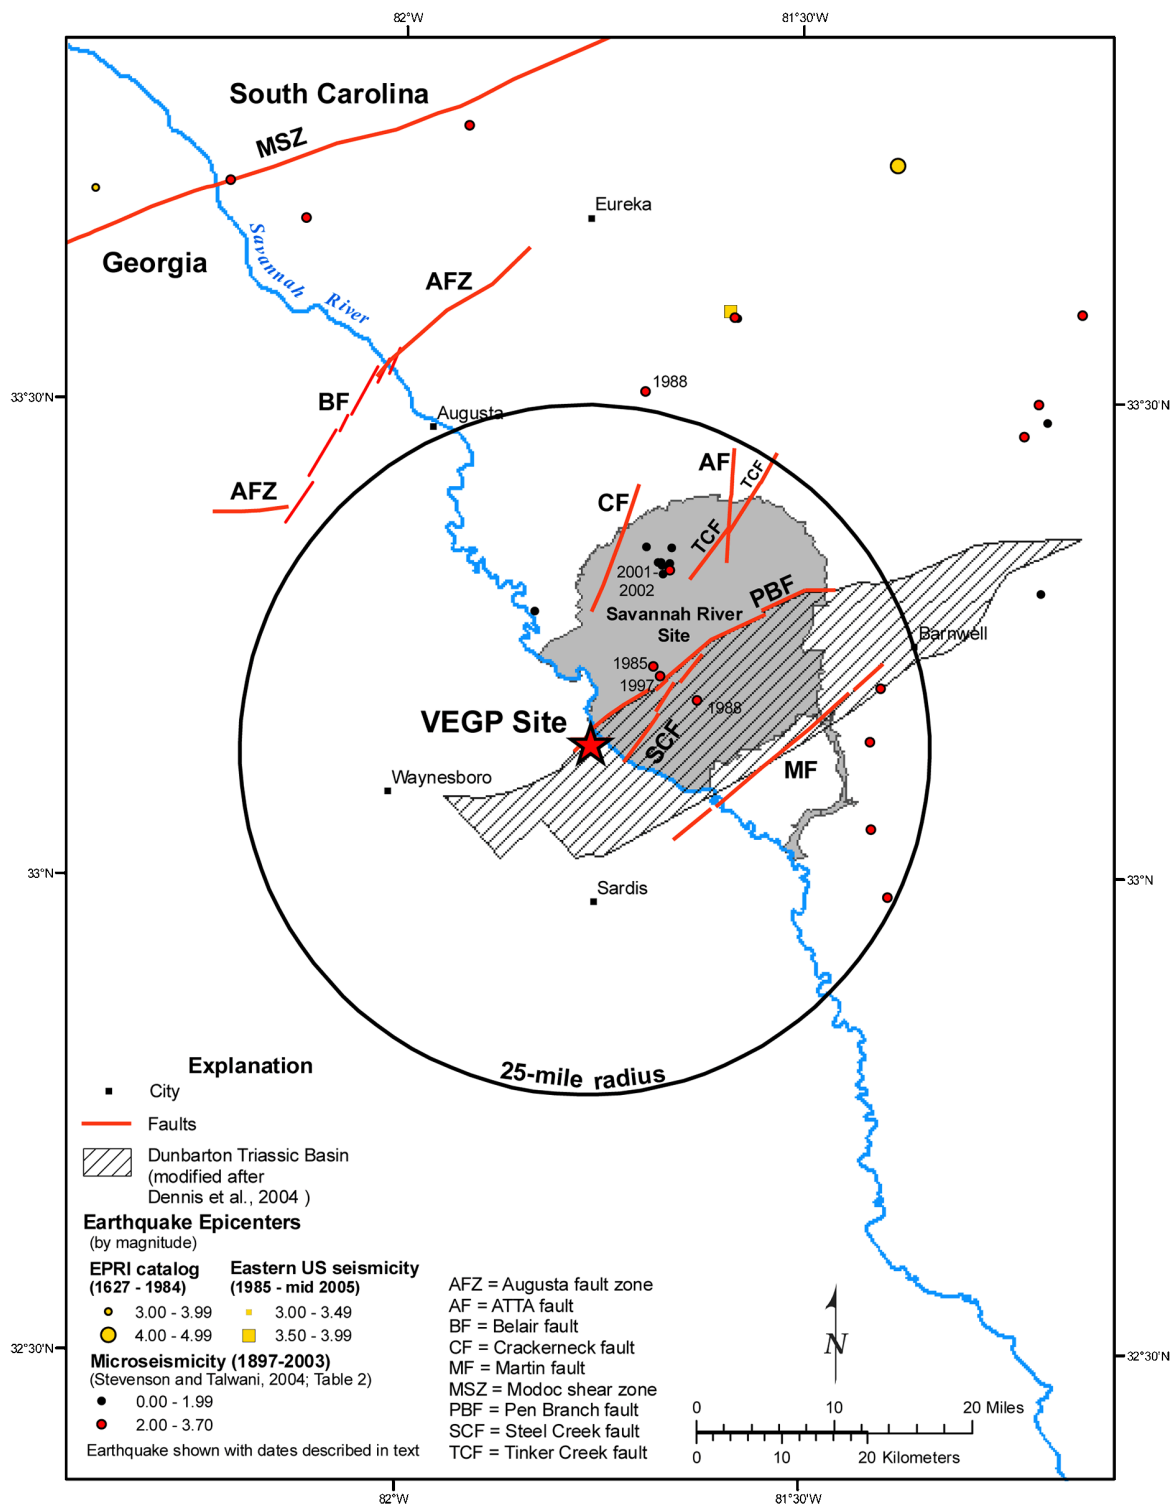 82°W
81°30'W
South Carolina
MSZ
Eureka
Georgia
Savannah
River
AFZ
1988
33°30'N
33°30'N
BF
Augusta
AF
TCF
AFZ
CF
TCF
2001
2002
PBF
Savannah River
Site
Barnwell
1985
1997
1988
VEGP Site
SCF
MF
Waynesboro
33°N
33°N
Sardis
25-mile radius
Explanation
City
Faults
Dunbarton Triassic Basin
(modified after
Dennis et al., 2004 )
Earthquake Epicenters
(by magnitude)
EPRI catalog
(1627 - 1984)
3.00 - 3.99
4.00 - 4.99
Eastern US seismicity
(1985 - mid 2005)
3.00 - 3.49
3.50 - 3.99
Microseismicity (1897-2003)
(Stevenson and Talwani, 2004; Table 2)
0.00 - 1.99
2.00 - 3.70
Earthquake shown with dates described in text
AFZ = Augusta fault zone
AF = ATTA fault
BF = Belair fault
CF = Crackerneck fault
MF = Martin fault
MSZ = Modoc shear zone
PBF = Pen Branch fault
SCF = Steel Creek fault
TCF = Tinker Creek fault
N
32°30'N
32°30'N
0 10 20 Miles
0 10 20 Kilometers
82°W
81°30'W